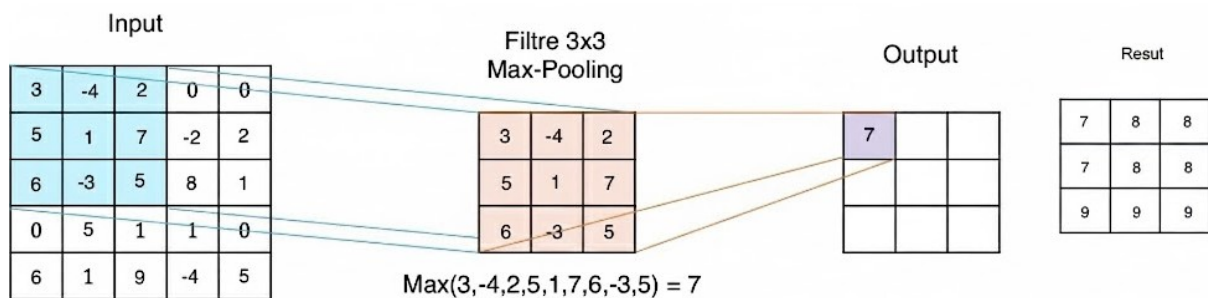 Input
3 -4 2 0 0
5 1 7 -2 2
6 -3 5 8 1
0 5 1 1 0
6 1 9 -4 5
Filtre 3x3
Max-Pooling
3 -4 2
5 1 7
6 -3 5
Max(3,-4,2,5,1,7,6,-3,5) = 7
Output
7
Resut
7 8 8
7 8 8
9 9 9